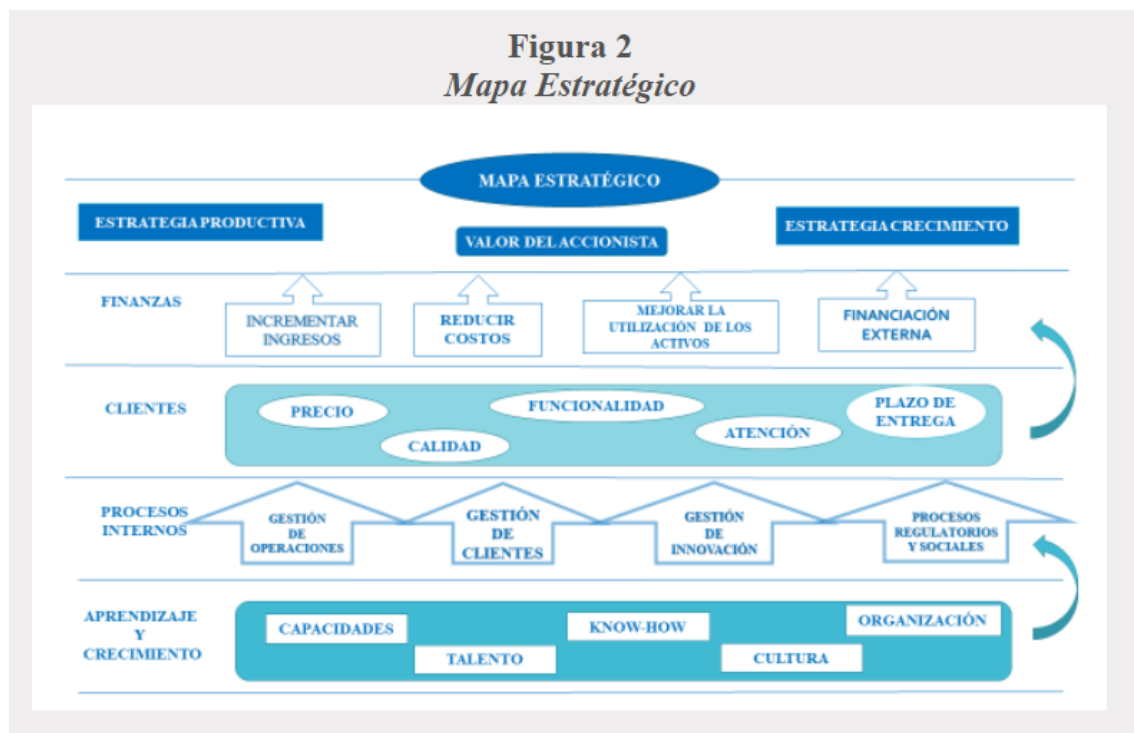 Figura 2
Mapa Estratégico
MAPA ESTRATÉGICO
ESTRATEGIA PRODUCTIVA
VALOR DEL ACCIONISTA
ESTRATEGIA CRECIMIENTO
FINANZAS
INCREMENTAR
INGRESOS
REDUCIR
COSTOS
MEJORAR LA
UTILIZACIÓN DE LOS
ACTIVOS
FINANCIACIÓN
EXTERNA
CLIENTES
PRECIO
CALIDAD
FUNCIONALIDAD
ATENCIÓN
PLAZO DE
ENTREGA
PROCESOS
INTERNOS
GESTIÓN
DE
OPERACIONES
GESTIÓN
DE
CLIENTES
GESTIÓN
DE
INNOVACIÓN
PROCESOS
REGULATORIOS
Y SOCIALES
APRENDIZAJE
Y
CRECIMIENTO
CAPACIDADES
TALENTO
KNOW-HOW
CULTURA
ORGANIZACIÓN